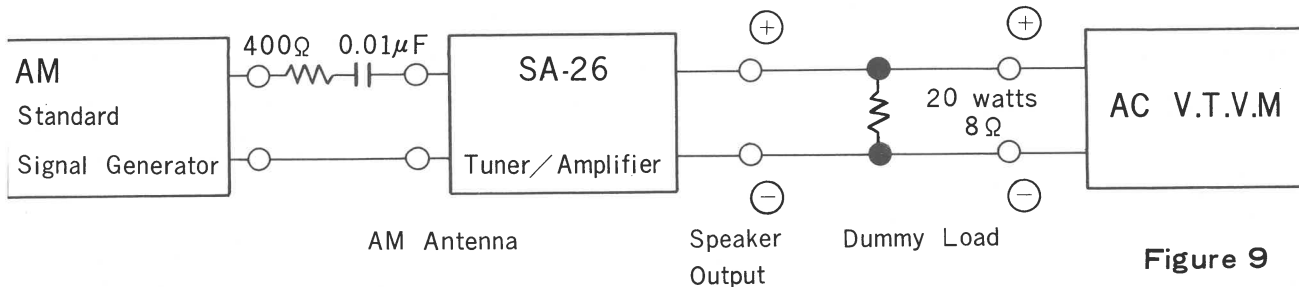 AM
Standard
Signal Generator
400Ω 0.01μF
AM Antenna
SA-26
Tuner/Amplifier
+
−
Speaker
Output
Dummy Load
20 watts
8Ω
+
−
AC V.T.V.M
Figure 9